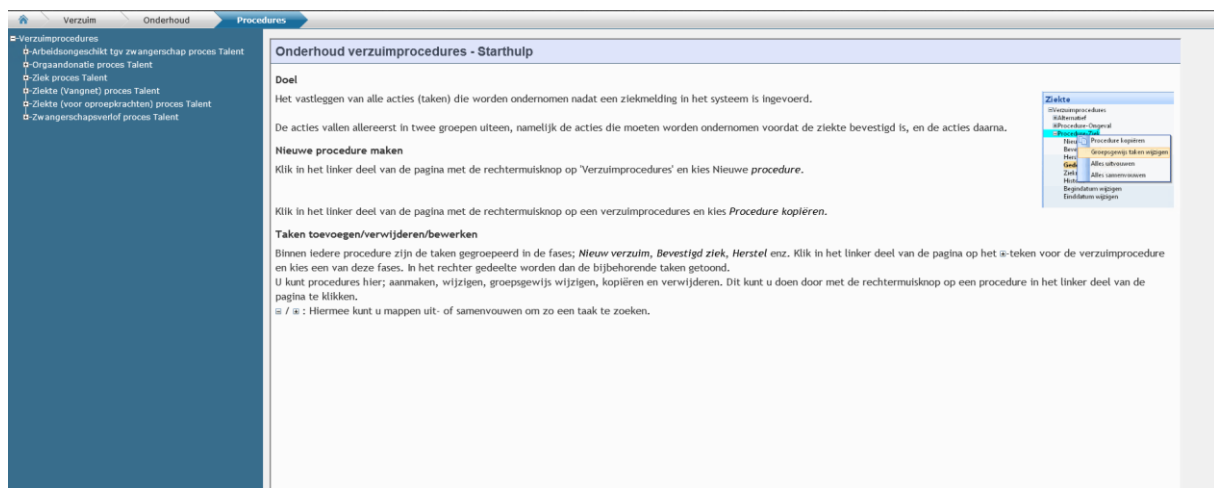 Verzuim Onderhoud Procedures
Verzuimprocedures
Arbeidsongeschikt tgv zwangerschap proces Talent
Orgaandonatie proces Talent
Ziek proces Talent
Ziekte (Vangnet) proces Talent
Ziekte (voor oproepkrachten) proces Talent
Zwangerschapsverlof proces Talent
Onderhoud verzuimprocedures - Starthulp
Doel
Het vastleggen van alle acties (taken) die worden ondernomen nadat een ziekmelding in het systeem is ingevoerd.
De acties vallen allereerst in twee groepen uiteen, namelijk de acties die moeten worden ondernomen voordat de ziekte bevestigd is, en de acties daarna.
Nieuwe procedure maken
Klik in het linker deel van de pagina met de rechtermuisknop op 'Verzuimprocedures' en kies Nieuwe procedure.
Klik in het linker deel van de pagina met de rechtermuisknop op een verzuimprocedures en kies Procedure kopiëren.
Taken toevoegen/verwijderen/bewerken
Binnen iedere procedure zijn de taken gegroepeerd in de fases; Nieuw verzuim, Bevestigd ziek, Herstel enz. Klik in het linker deel van de pagina op het ⊞-teken voor de verzuimprocedure
en kies een van deze fases. In het rechter gedeelte worden dan de bijbehorende taken getoond.
U kunt procedures hier; aanmaken, wijzigen, groepsgewijs wijzigen, kopiëren en verwijderen. Dit kunt u doen door met de rechtermuisknop op een procedure in het linker deel van de
pagina te klikken.
⊟ / ⊞ : Hiermee kunt u mappen uit- of samenvouwen om zo een taak te zoeken.
Ziekte
Verzuimprocedures
Alternatief
Procedure-Ongeval
Procedure-Ziek
Procedure kopiëren
Groepsgewijs taken wijzigen
Alles uitvouwen
Alles samenvouwen
Begindatum wijzigen
Einddatum wijzigen